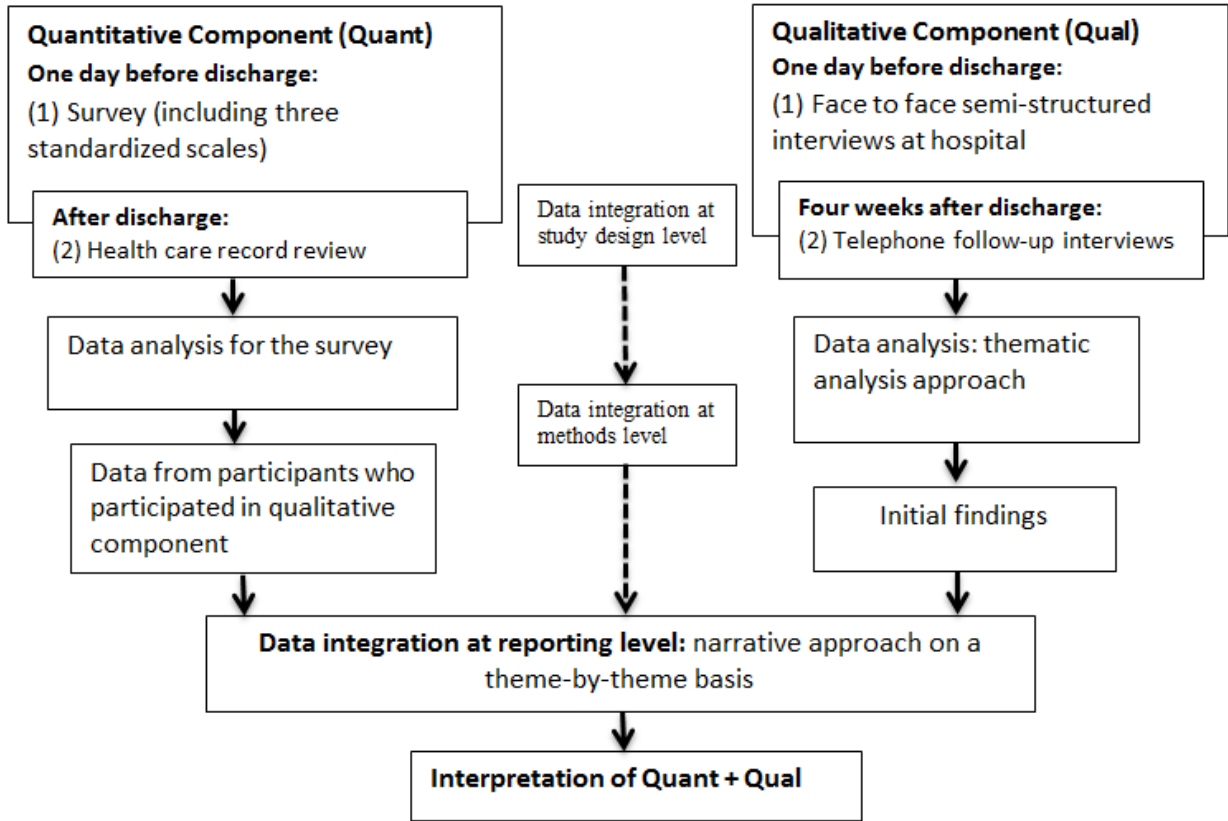 Quantitative Component (Quant)
One day before discharge:
(1) Survey (including three
standardized scales)
After discharge:
(2) Health care record review
Data analysis for the survey
Data from participants who
participated in qualitative
component
Data integration at
study design level
Data integration at
methods level
Qualitative Component (Qual)
One day before discharge:
(1) Face to face semi-structured
interviews at hospital
Four weeks after discharge:
(2) Telephone follow-up interviews
Data analysis: thematic
analysis approach
Initial findings
Data integration at reporting level: narrative approach on a
theme-by-theme basis
Interpretation of Quant + Qual